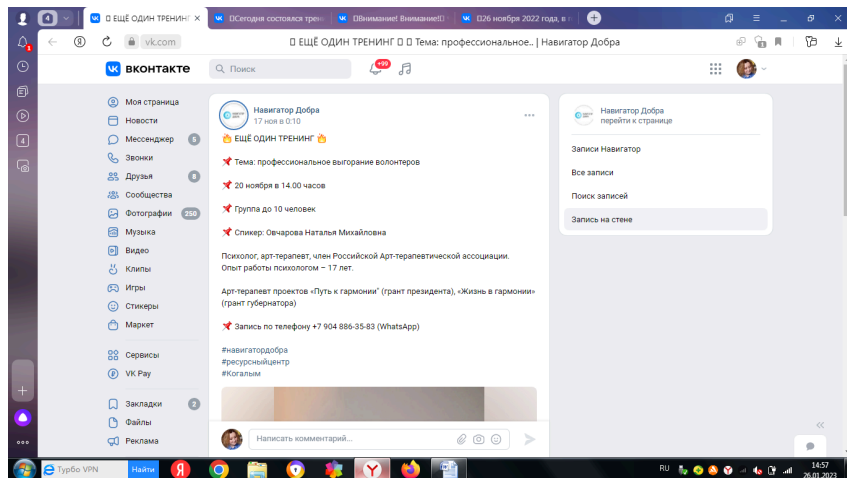 4
Ещё ОДИН ТРЕНИН
Сегодня состоялся трен
Внимание! Внимание!
26 ноября 2022 года, в
1
vk.com
ЕЩЁ ОДИН ТРЕНИНГ Тема: профессиональное.. | Навигатор Добра
4
ВКОНТАКТЕ
Поиск
+99
Моя страница
Новости
Мессенджер 5
Звонки
Друзья 8
Сообщества
Фотографии 250
Музыка
Видео
Клипы
Игры
Стикеры
Маркет
Сервисы
VK Pay
Закладки 2
Файлы
Реклама
Навигатор Добра
17 ноя в 0:10
ЕЩЁ ОДИН ТРЕНИНГ
Тема: профессиональное выгорание волонтеров
20 ноября в 14.00 часов
Группа до 10 человек
Спикер: Овчарова Наталья Михайловна
Психолог, арт-терапевт, член Российской Арт-терапевтической ассоциации.
Опыт работы психологом – 17 лет.
Арт-терапевт проектов «Путь к гармонии" (грант президента), «Жизнь в гармонии»
(грант губернатора)
Запись по телефону +7 904 886-35-83 (WhatsApp)
#навигатордобра
#ресурсныйцентр
#Когалым
Написать комментарий...
Навигатор Добра
перейти к странице
Записи Навигатор
Все записи
Поиск записей
Запись на стене
Турбо VPN
Найти
RU
14:57
26.01.2023